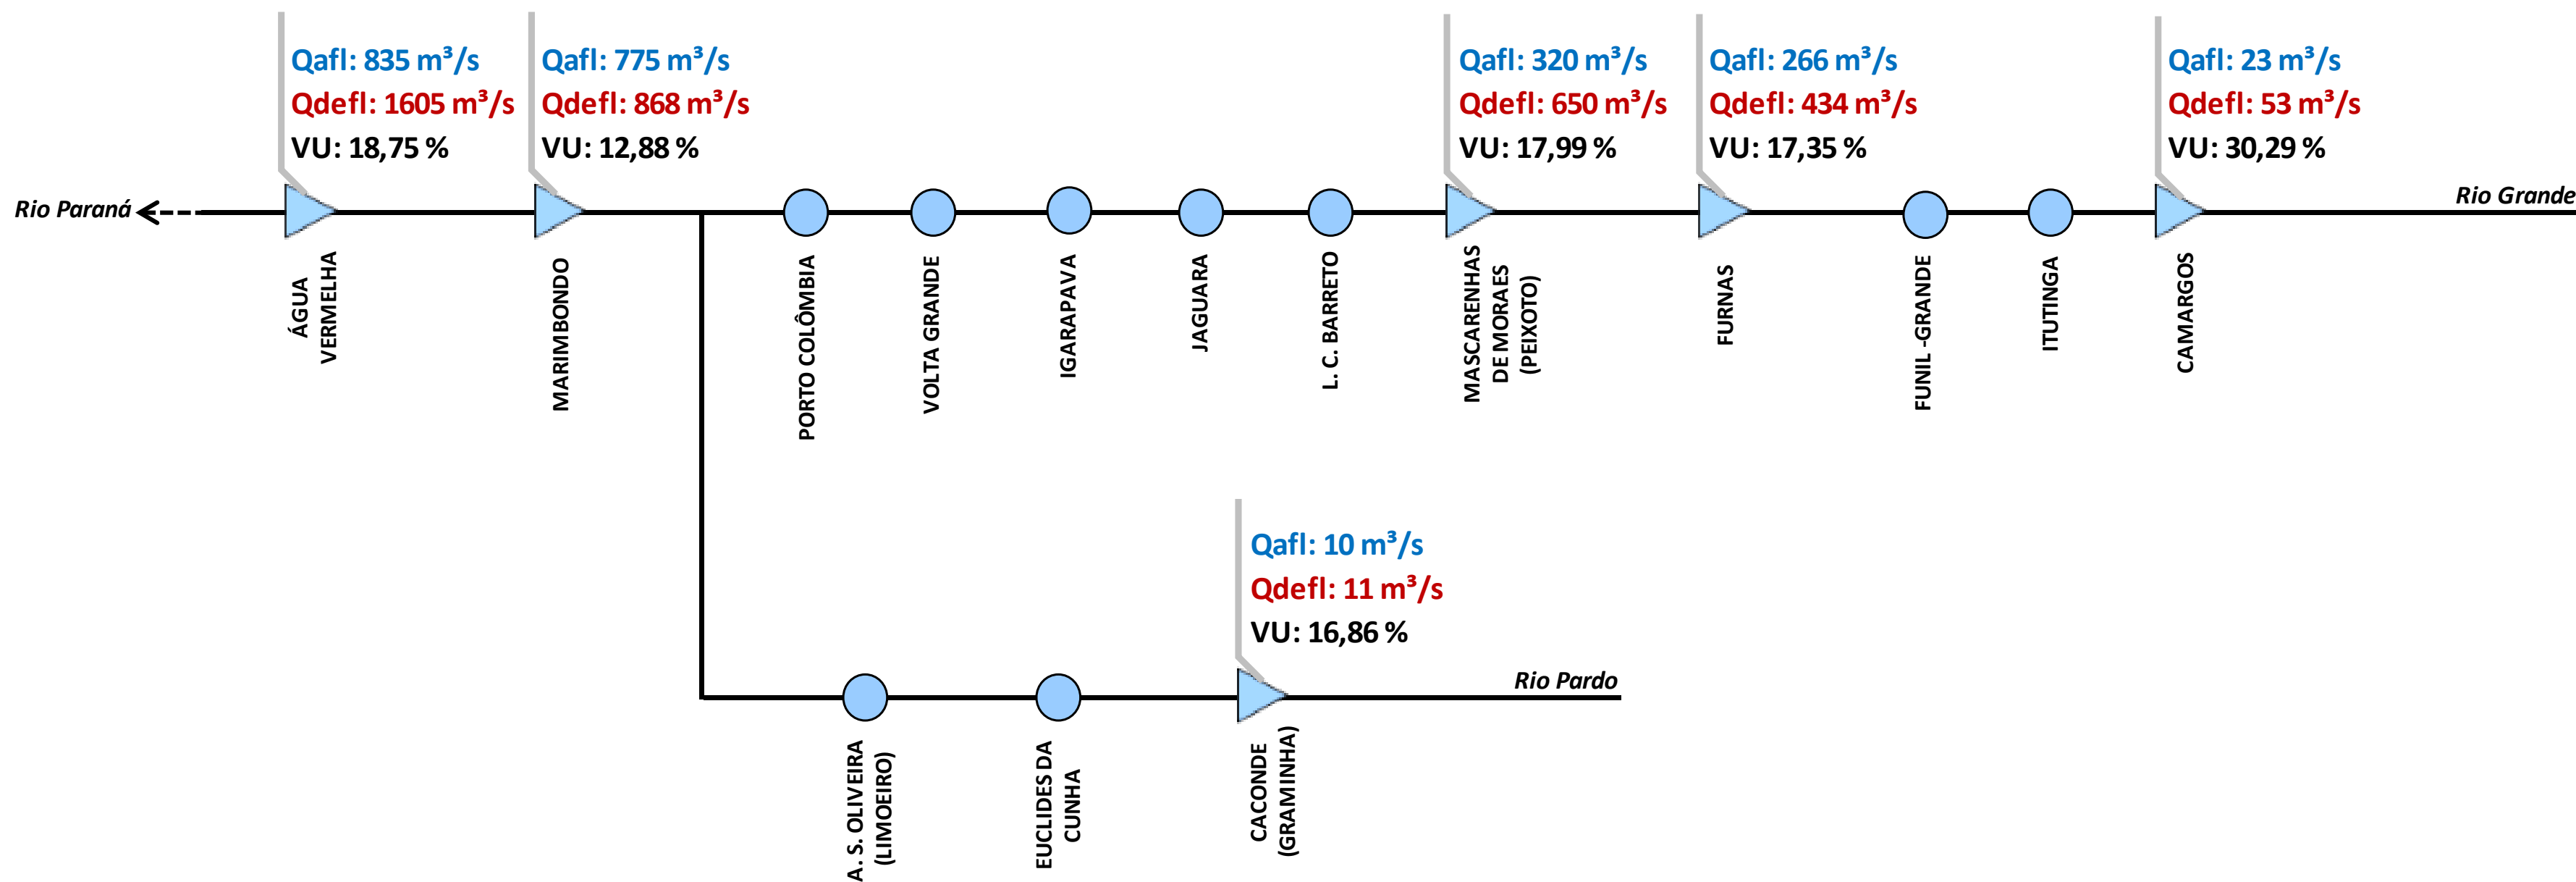 Qafl: 835 m³/s
Qdefl: 1605 m³/s
VU: 18,75 %
Qafl: 775 m³/s
Qdefl: 868 m³/s
VU: 12,88 %
Qafl: 320 m³/s
Qdefl: 650 m³/s
VU: 17,99 %
Qafl: 266 m³/s
Qdefl: 434 m³/s
VU: 17,35 %
Qafl: 23 m³/s
Qdefl: 53 m³/s
VU: 30,29 %
Rio Paraná
Rio Grande
ÁGUA
VERMELHA
MARIMBONDO
PORTO COLÔMBIA
VOLTA GRANDE
IGARAPAVA
JAGUARA
L. C. BARRETO
MASCARENHAS
DE MORAES
(PEIXOTO)
FURNAS
FUNIL -GRANDE
ITUTINGA
CAMARGOS
Qafl: 10 m³/s
Qdefl: 11 m³/s
VU: 16,86 %
Rio Pardo
A. S. OLIVEIRA
(LIMOEIRO)
EUCLIDES DA
CUNHA
CACONDE
(GRAMINHA)